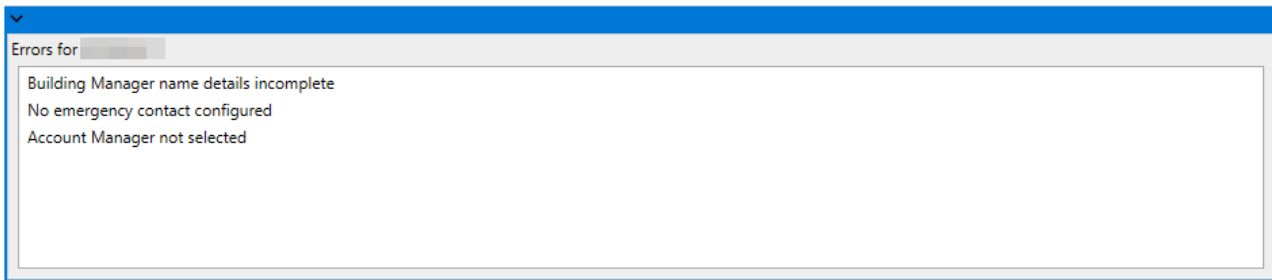 Errors for
Building Manager name details incomplete
No emergency contact configured
Account Manager not selected